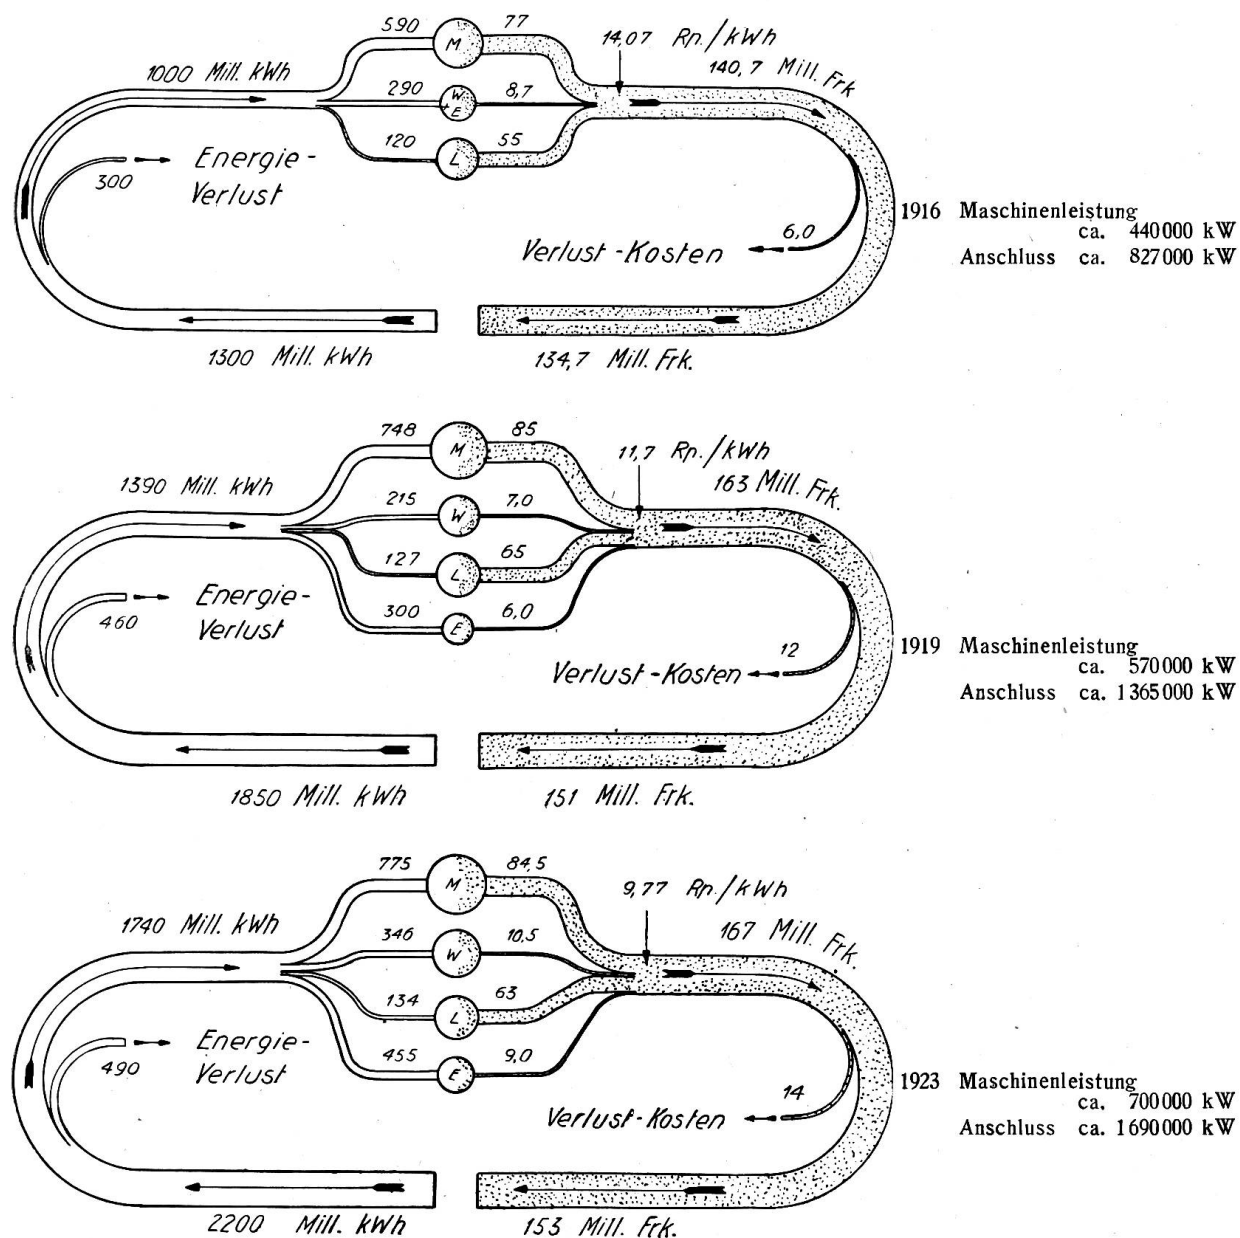 590 77
14,07 Rp./kWh
1000 Mill. kWh
M
140,7 Mill. Frk
290 W+E 8,7
120 L 55
300
Energie-
Verlust
6,0
Verlust-Kosten
1300 Mill. kWh
134,7 Mill. Frk.
1916 Maschinenleistung
ca. 440000 kW
Anschluss ca. 827000 kW
748 85
11,7 Rp./kWh
1390 Mill. kWh
M
163 Mill. Frk.
215 W 7,0
127 L 65
300 E 6,0
460
Energie-
Verlust
12
Verlust-Kosten
1850 Mill. kWh
151 Mill. Frk.
1919 Maschinenleistung
ca. 570000 kW
Anschluss ca. 1365000 kW
775 84,5
9,77 Rp./kWh
1740 Mill. kWh
M
167 Mill. Frk.
346 W 10,5
134 L 63
455 E 9,0
490
Energie-
Verlust
14
Verlust-Kosten
2200 Mill. kWh
153 Mill. Frk.
1923 Maschinenleistung
ca. 700000 kW
Anschluss ca. 1690000 kW